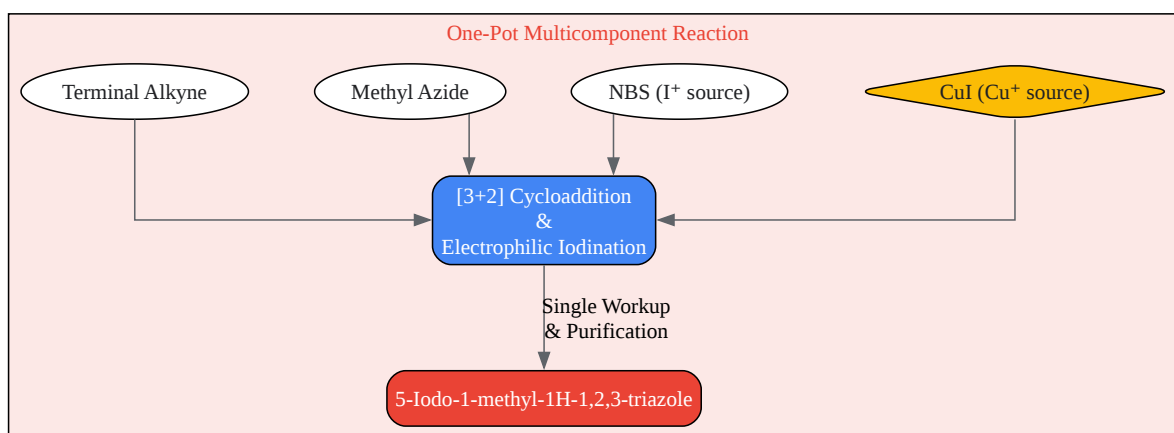 One-Pot Multicomponent Reaction
Terminal Alkyne
Methyl Azide
NBS (I⁺ source)
CuI (Cu⁺ source)
[3+2] Cycloaddition
&
Electrophilic Iodination
Single Workup
& Purification
5-Iodo-1-methyl-1H-1,2,3-triazole